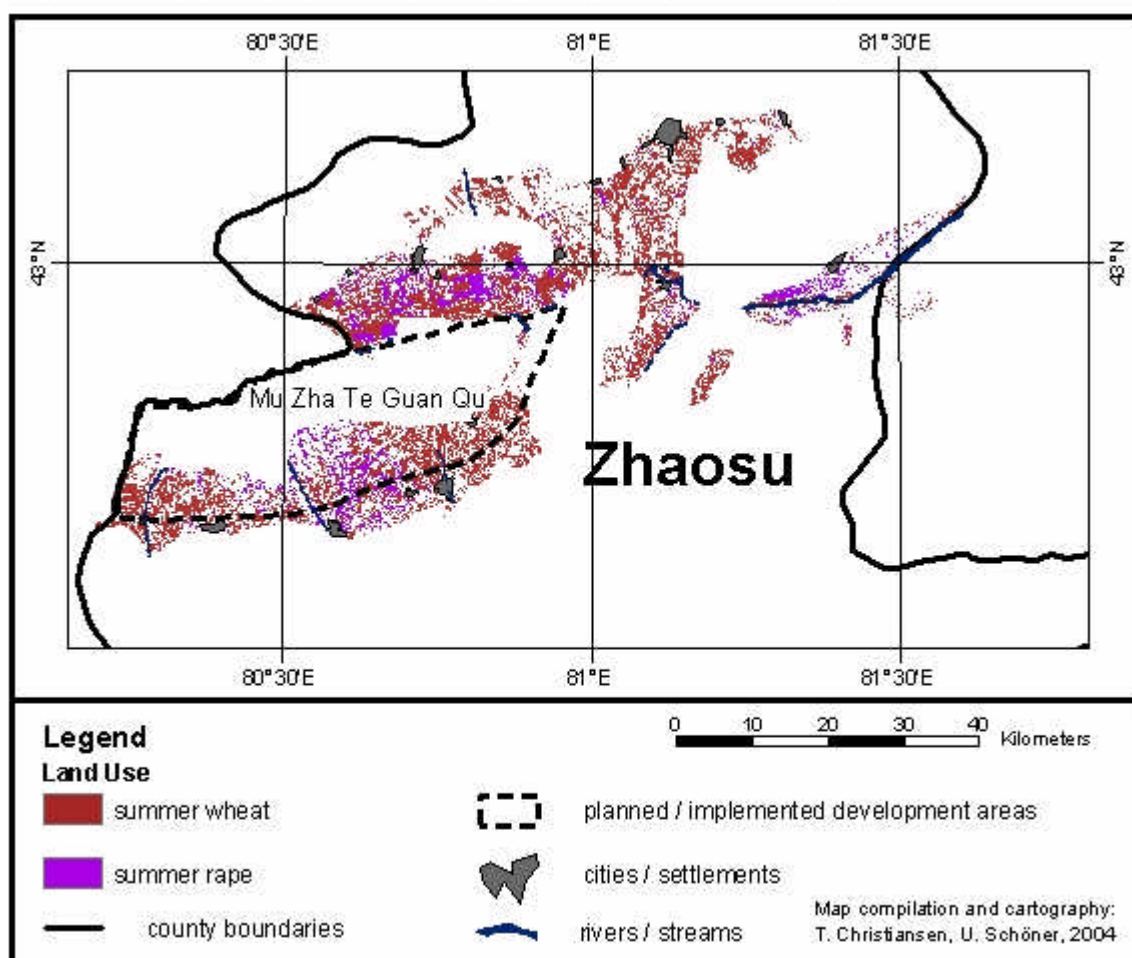 80°30'E 81°E 81°30'E
43°N 43°N
Mu Zha Te Guan Qu
Zhaosu
80°30'E 81°E 81°30'E
Legend
0 10 20 30 40 Kilometers
Land Use
summer wheat
planned / implemented development areas
summer rape
cities / settlements
county boundaries
rivers / streams
Map compilation and cartography:
T. Christiansen, U. Schöner, 2004